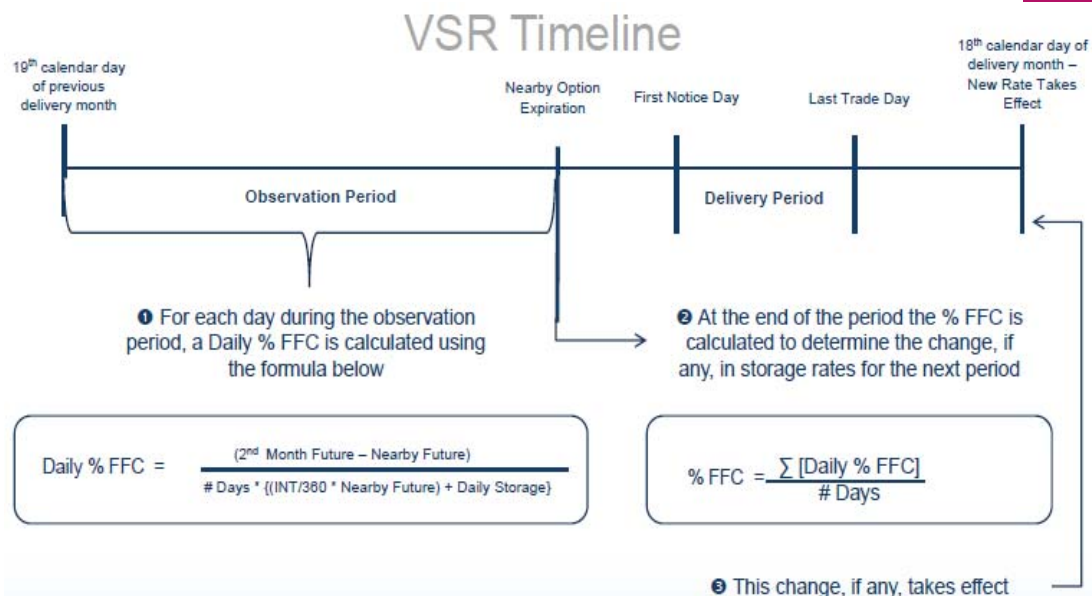 VSR Timeline
19th calendar day
of previous
delivery month
Nearby Option
Expiration
First Notice Day
Last Trade Day
18th calendar day of
delivery month –
New Rate Takes
Effect
Observation Period
Delivery Period
❶ For each day during the observation
period, a Daily % FFC is calculated using
the formula below
❷ At the end of the period the % FFC is
calculated to determine the change, if
any, in storage rates for the next period
Daily % FFC =
(2nd Month Future – Nearby Future)
# Days * {(INT/360 * Nearby Future) + Daily Storage}
% FFC = ∑ [Daily % FFC]
# Days
❸ This change, if any, takes effect